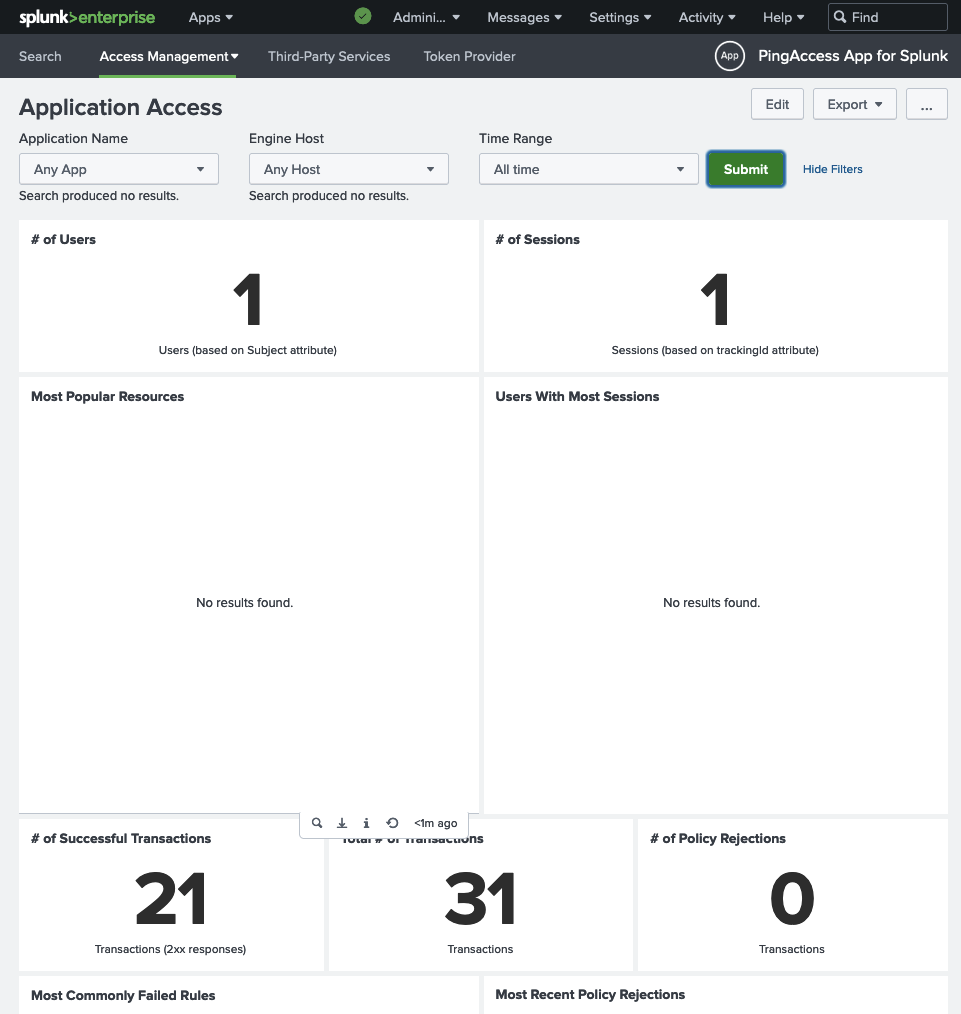 splunk>enterprise Apps Admini... Messages Settings Activity Help Find
Search Access Management Third-Party Services Token Provider App PingAccess App for Splunk
Application Access Edit Export ...
Application Name Engine Host Time Range
Any App Any Host All time Submit Hide Filters
Search produced no results. Search produced no results.
# of Users # of Sessions
1 1
Users (based on Subject attribute) Sessions (based on trackingId attribute)
Most Popular Resources Users With Most Sessions
No results found. No results found.
<1m ago
# of Successful Transactions Total # of Transactions # of Policy Rejections
21 31 0
Transactions (2xx responses) Transactions Transactions
Most Commonly Failed Rules Most Recent Policy Rejections